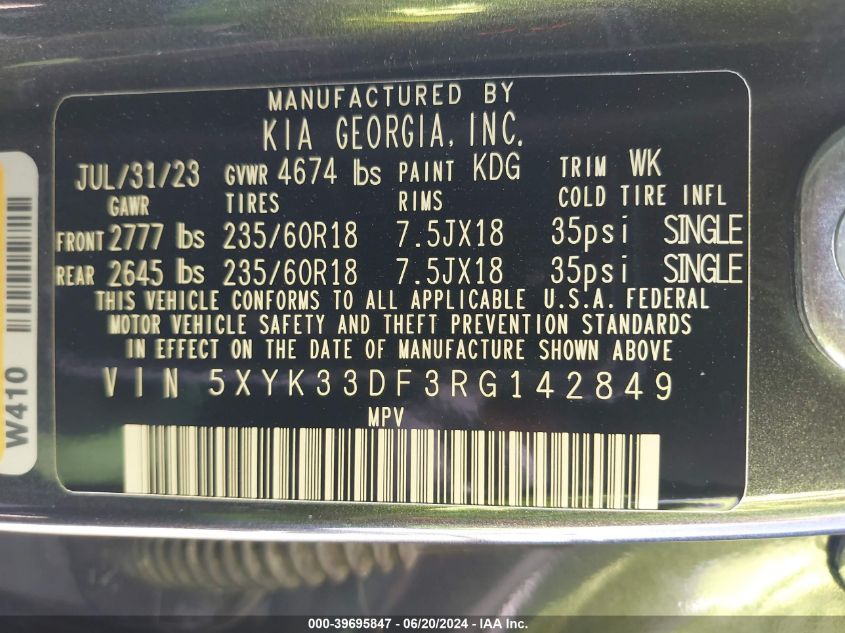 MANUFACTURED BY
KIA GEORGIA, INC.
JUL/31/23 GVWR 4674 lbs PAINT KDG TRIM WK
GAWR TIRES RIMS COLD TIRE INFL
FRONT 2777 lbs 235/60R18 7.5JX18 35psi SINGLE
REAR 2645 lbs 235/60R18 7.5JX18 35psi SINGLE
THIS VEHICLE CONFORMS TO ALL APPLICABLE U.S.A. FEDERAL
MOTOR VEHICLE SAFETY AND THEFT PREVENTION STANDARDS
IN EFFECT ON THE DATE OF MANUFACTURE SHOWN ABOVE
VIN 5XYK33DF3RG142849
MPV
W410
000-39695847 - 06/20/2024 - IAA Inc.